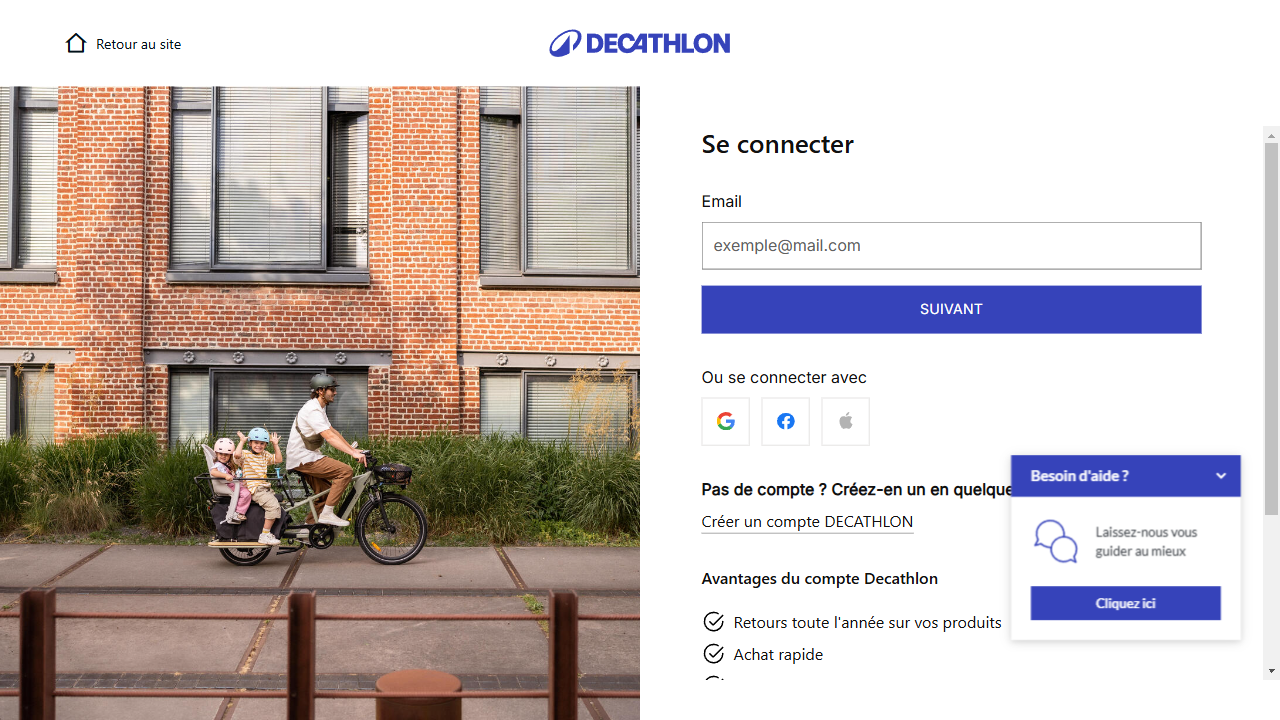 Retour au site
DECATHLON
Se connecter
Email
exemple@mail.com
SUIVANT
Ou se connecter avec
Pas de compte ? Créez-en un en quelque
Créer un compte DECATHLON
Avantages du compte Decathlon
Retours toute l'année sur vos produits
Achat rapide
Besoin d'aide ?
Laissez-nous vous
guider au mieux
Cliquez ici